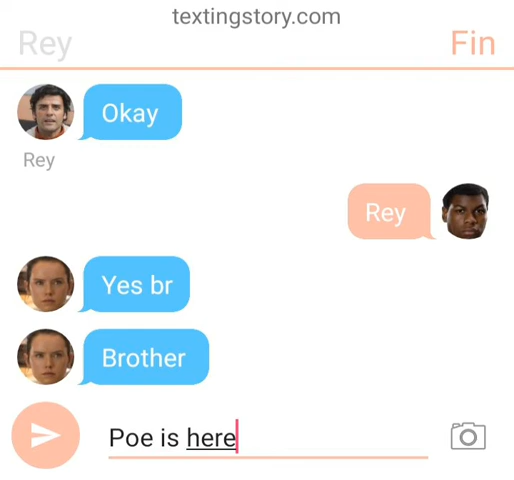 textingstory.com
Rey
Fin
Okay
Rey
Rey
Yes br
Brother
Poe is here